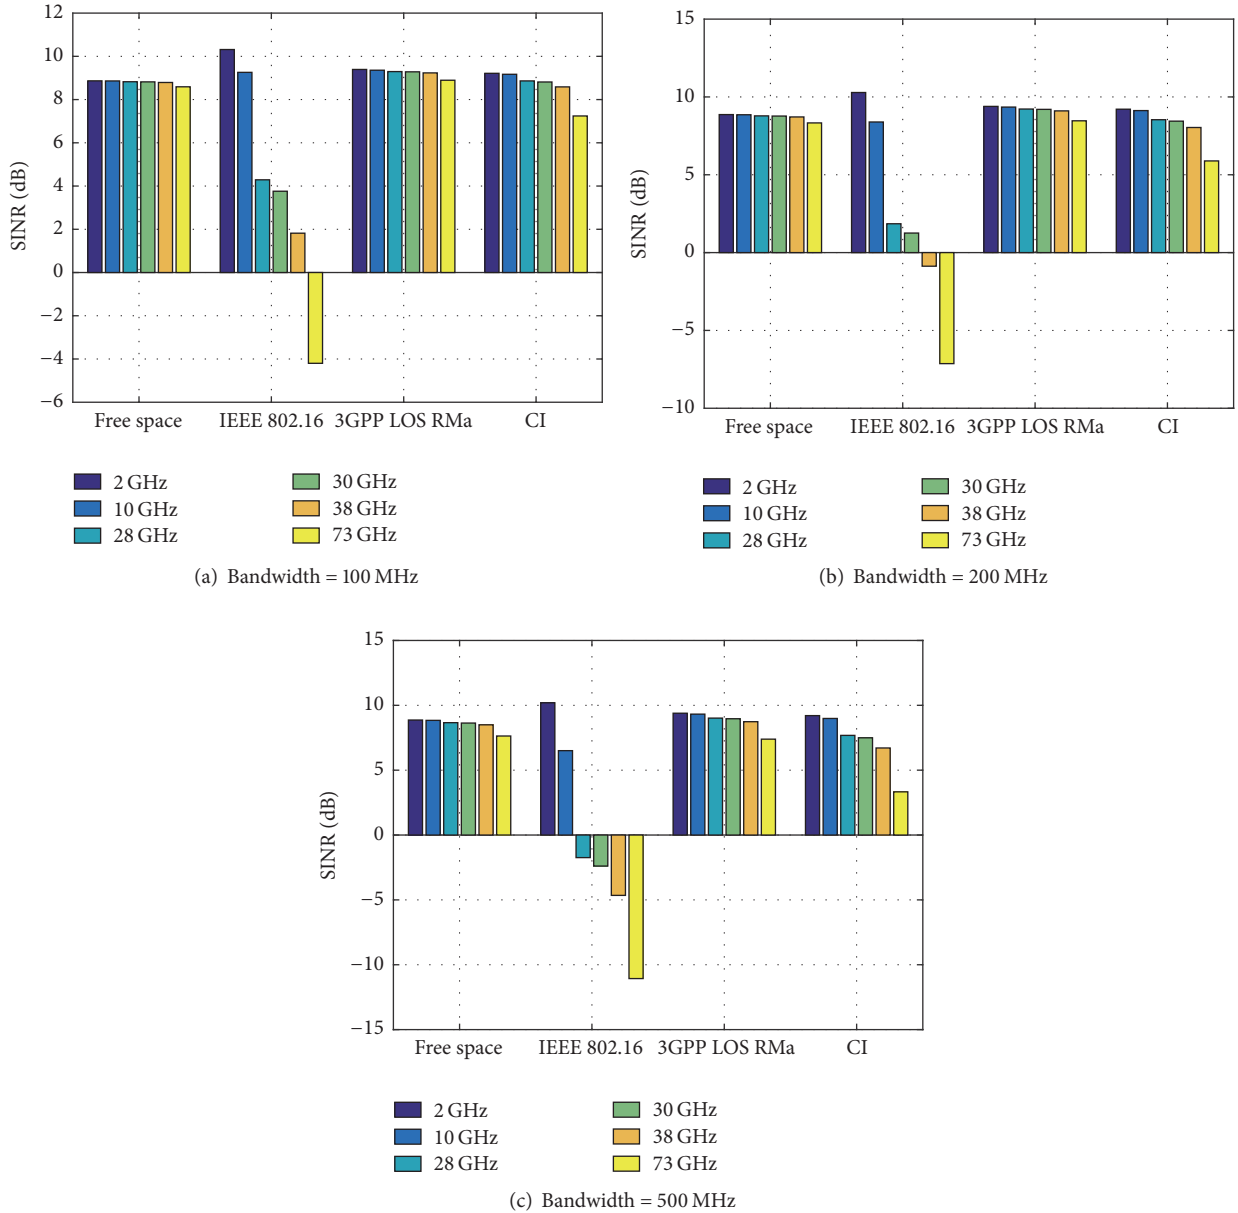 12
10
8
6
4
2
0
−2
−4
−6
SINR (dB)
Free space IEEE 802.16 3GPP LOS RMa CI
2 GHz 30 GHz
10 GHz 38 GHz
28 GHz 73 GHz
(a) Bandwidth = 100 MHz
15
10
5
0
−5
−10
SINR (dB)
Free space IEEE 802.16 3GPP LOS RMa CI
2 GHz 30 GHz
10 GHz 38 GHz
28 GHz 73 GHz
(b) Bandwidth = 200 MHz
15
10
5
0
−5
−10
−15
SINR (dB)
Free space IEEE 802.16 3GPP LOS RMa CI
2 GHz 30 GHz
10 GHz 38 GHz
28 GHz 73 GHz
(c) Bandwidth = 500 MHz